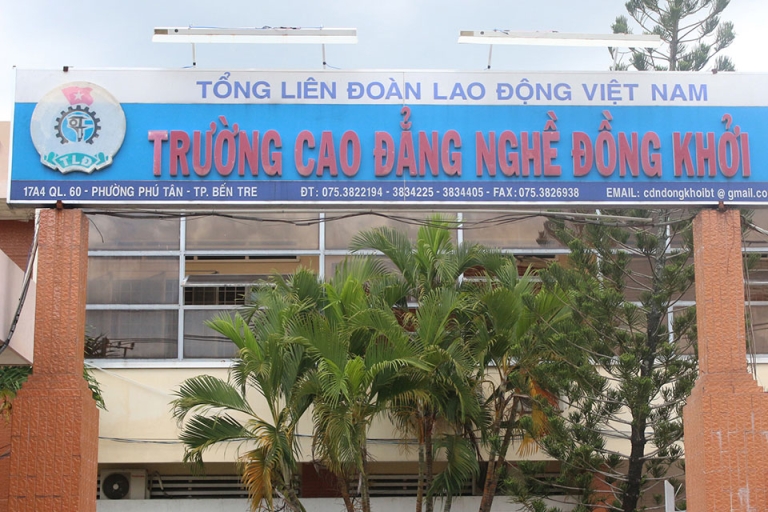 TỔNG LIÊN ĐOÀN LAO ĐỘNG VIỆT NAM
TLĐ
TRƯỜNG CAO ĐẲNG NGHỀ ĐỒNG KHỞI
17A4 QL. 60 - PHƯỜNG PHÚ TÂN - TP. BẾN TRE ĐT: 075.3822194 - 3834225 - 3834405 - FAX: 075.3826938 EMAIL: cdndongkhoibt @ gmail.co